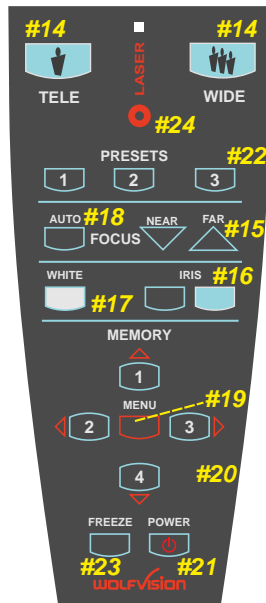 #14 #14
LASER
TELE WIDE
#24
PRESETS
#22
1 2 3
AUTO #18 NEAR FAR
FOCUS #15
WHITE IRIS #16
#17
MEMORY
1
MENU #19
2 3
4 #20
FREEZE POWER
#23 #21
WOLFVISION